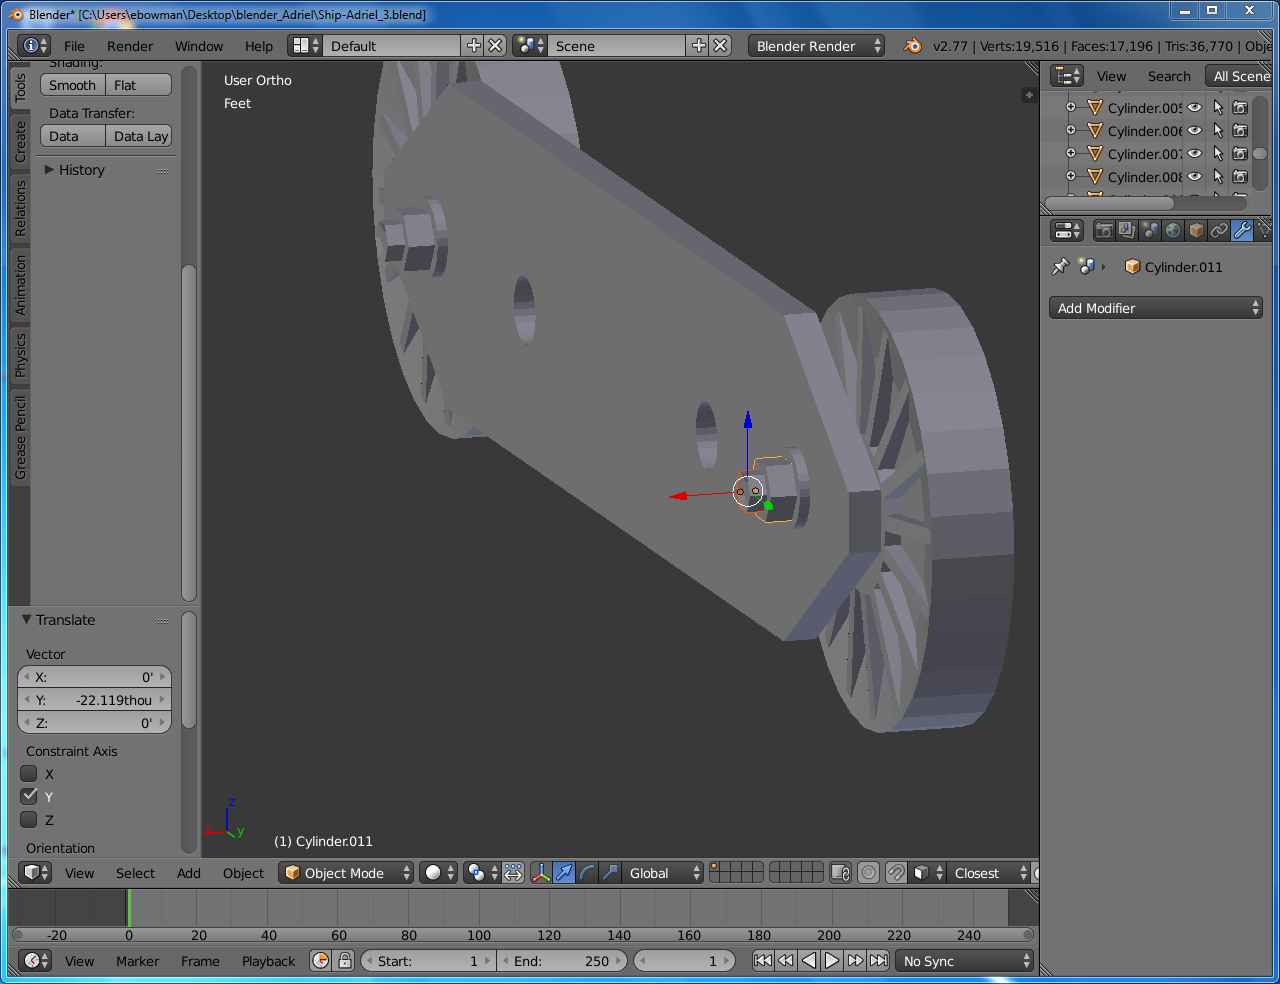 Blender* [C:\Users\ebowman\Desktop\blender_Adriel\Ship-Adriel_3.blend]
File Render Window Help Default Scene Blender Render v2.77 | Verts:19,516 | Faces:17,196 | Tris:36,770 | Obje
Shading:
Smooth Flat
Data Transfer:
Data Data Lay
History
Tools
Create
Relations
Animation
Physics
Grease Pencil
User Ortho
Feet
View Search All Scene
Cylinder.005
Cylinder.006
Cylinder.007
Cylinder.008
Cylinder.011
Add Modifier
Translate
Vector
X: 0'
Y: -22.119thou
Z: 0'
Constraint Axis
X
Y
Z
Orientation
z
x y
(1) Cylinder.011
View Select Add Object Object Mode Global Closest
-20 0 20 40 60 80 100 120 140 160 180 200 220 240
View Marker Frame Playback Start: 1 End: 250 1 No Sync